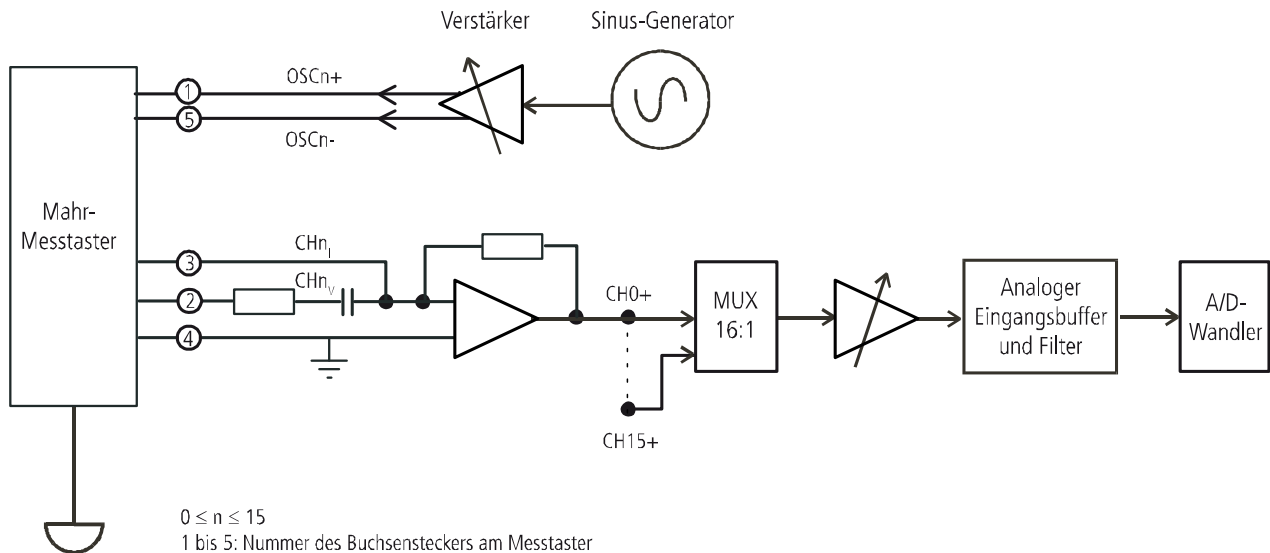 Verstärker
Sinus-Generator
OSCn+
1
5
OSCn-
Mahr-
Messtaster
3
CHnI
2
CHnV
4
CH0+
CH15+
MUX
16:1
Analoger
Eingangsbuffer
und Filter
A/D-
Wandler
0 ≤ n ≤ 15
1 bis 5: Nummer des Buchsensteckers am Messtaster